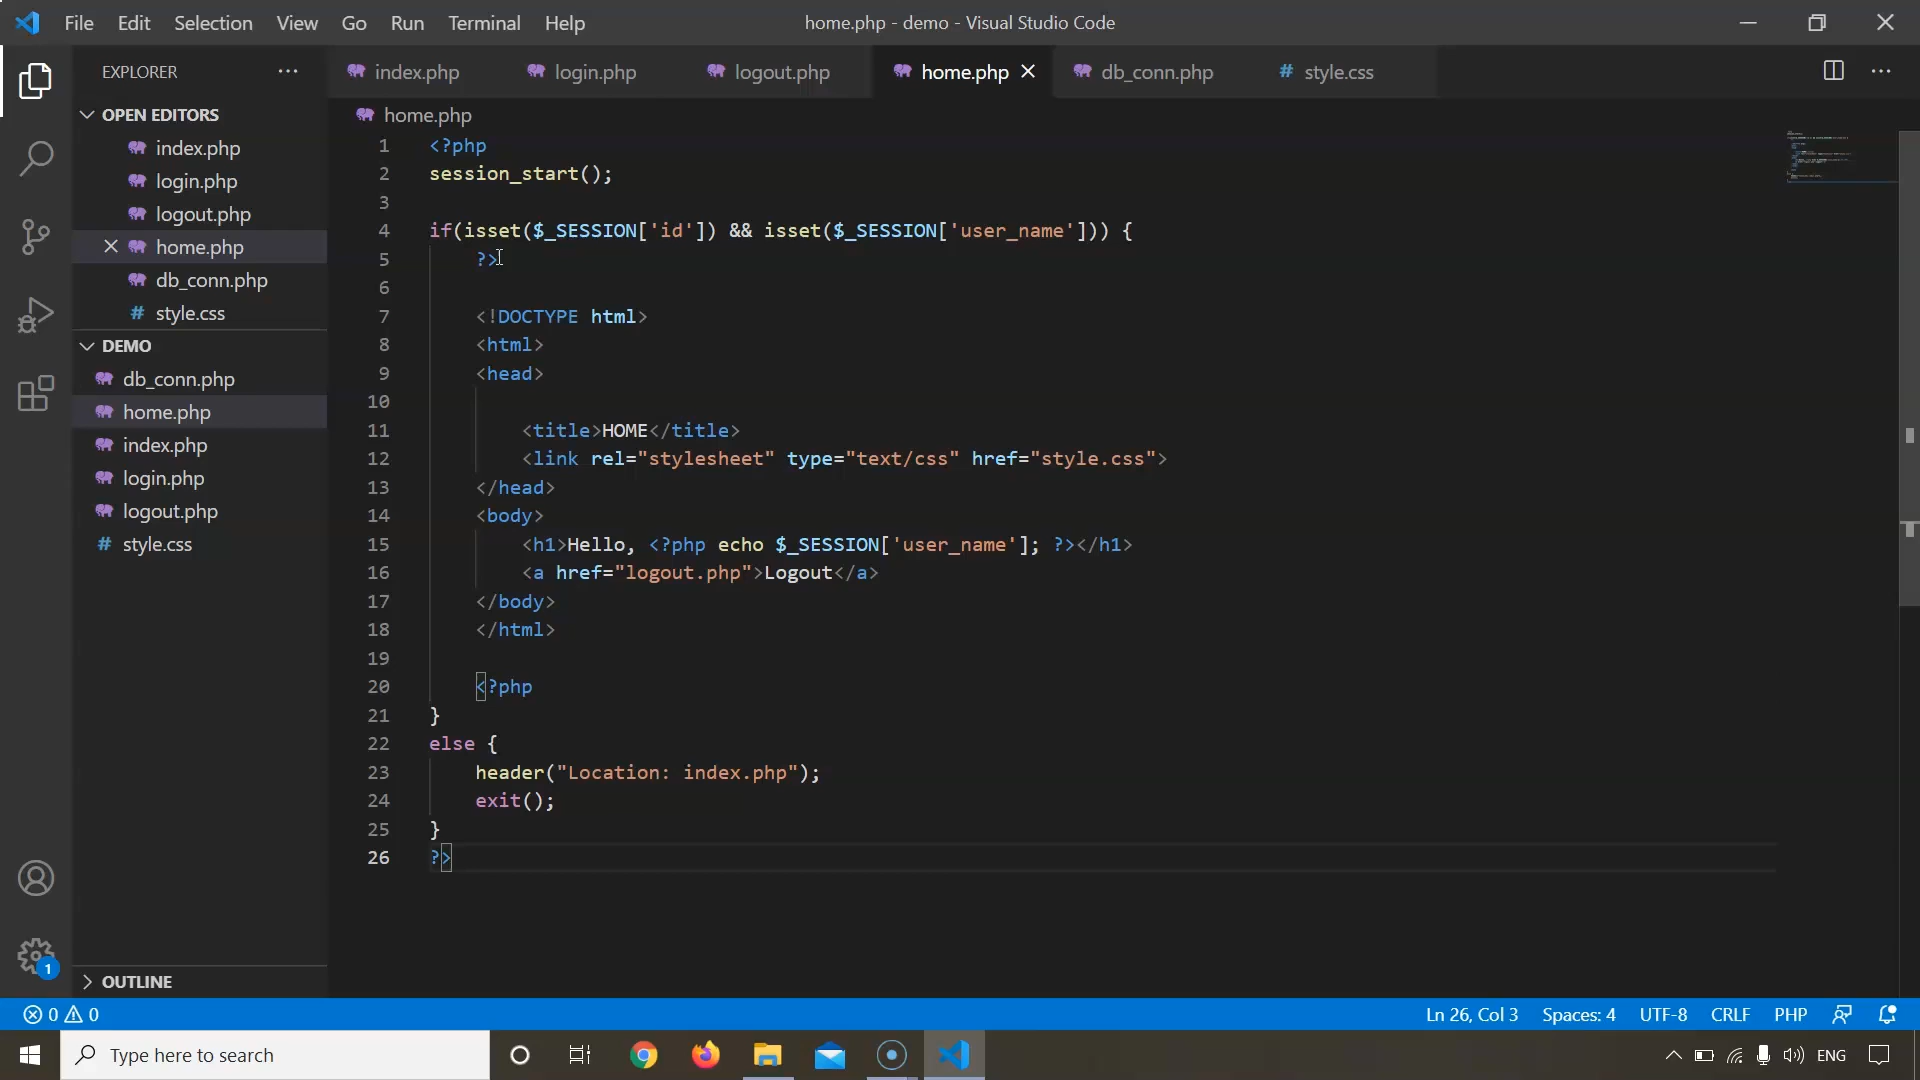 File Edit Selection View Go Run Terminal Help
home.php - demo - Visual Studio Code
EXPLORER
OPEN EDITORS
index.php
login.php
logout.php
home.php
db_conn.php
style.css
DEMO
db_conn.php
home.php
index.php
login.php
logout.php
style.css
OUTLINE
index.php login.php logout.php home.php db_conn.php style.css
home.php
1 <?php
2 session_start();
3
4 if(isset($_SESSION['id']) && isset($_SESSION['user_name'])) {
5 ?>
6
7 <!DOCTYPE html>
8 <html>
9 <head>
10
11 <title>HOME</title>
12 <link rel="stylesheet" type="text/css" href="style.css">
13 </head>
14 <body>
15 <h1>Hello, <?php echo $_SESSION['user_name']; ?></h1>
16 <a href="logout.php">Logout</a>
17 </body>
18 </html>
19
20 <?php
21 }
22 else {
23 header("Location: index.php");
24 exit();
25 }
26 ?>
1
0 0
Ln 26, Col 3 Spaces: 4 UTF-8 CRLF PHP
Type here to search
ENG